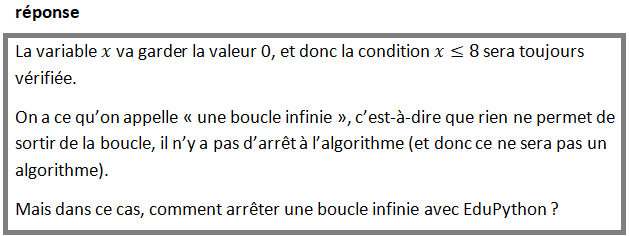 réponse
La variable x va garder la valeur 0, et donc la condition x ≤ 8 sera toujours
vérifiée.
On a ce qu’on appelle « une boucle infinie », c’est-à-dire que rien ne permet de
sortir de la boucle, il n’y a pas d’arrêt à l’algorithme (et donc ce ne sera pas un
algorithme).
Mais dans ce cas, comment arrêter une boucle infinie avec EduPython ?